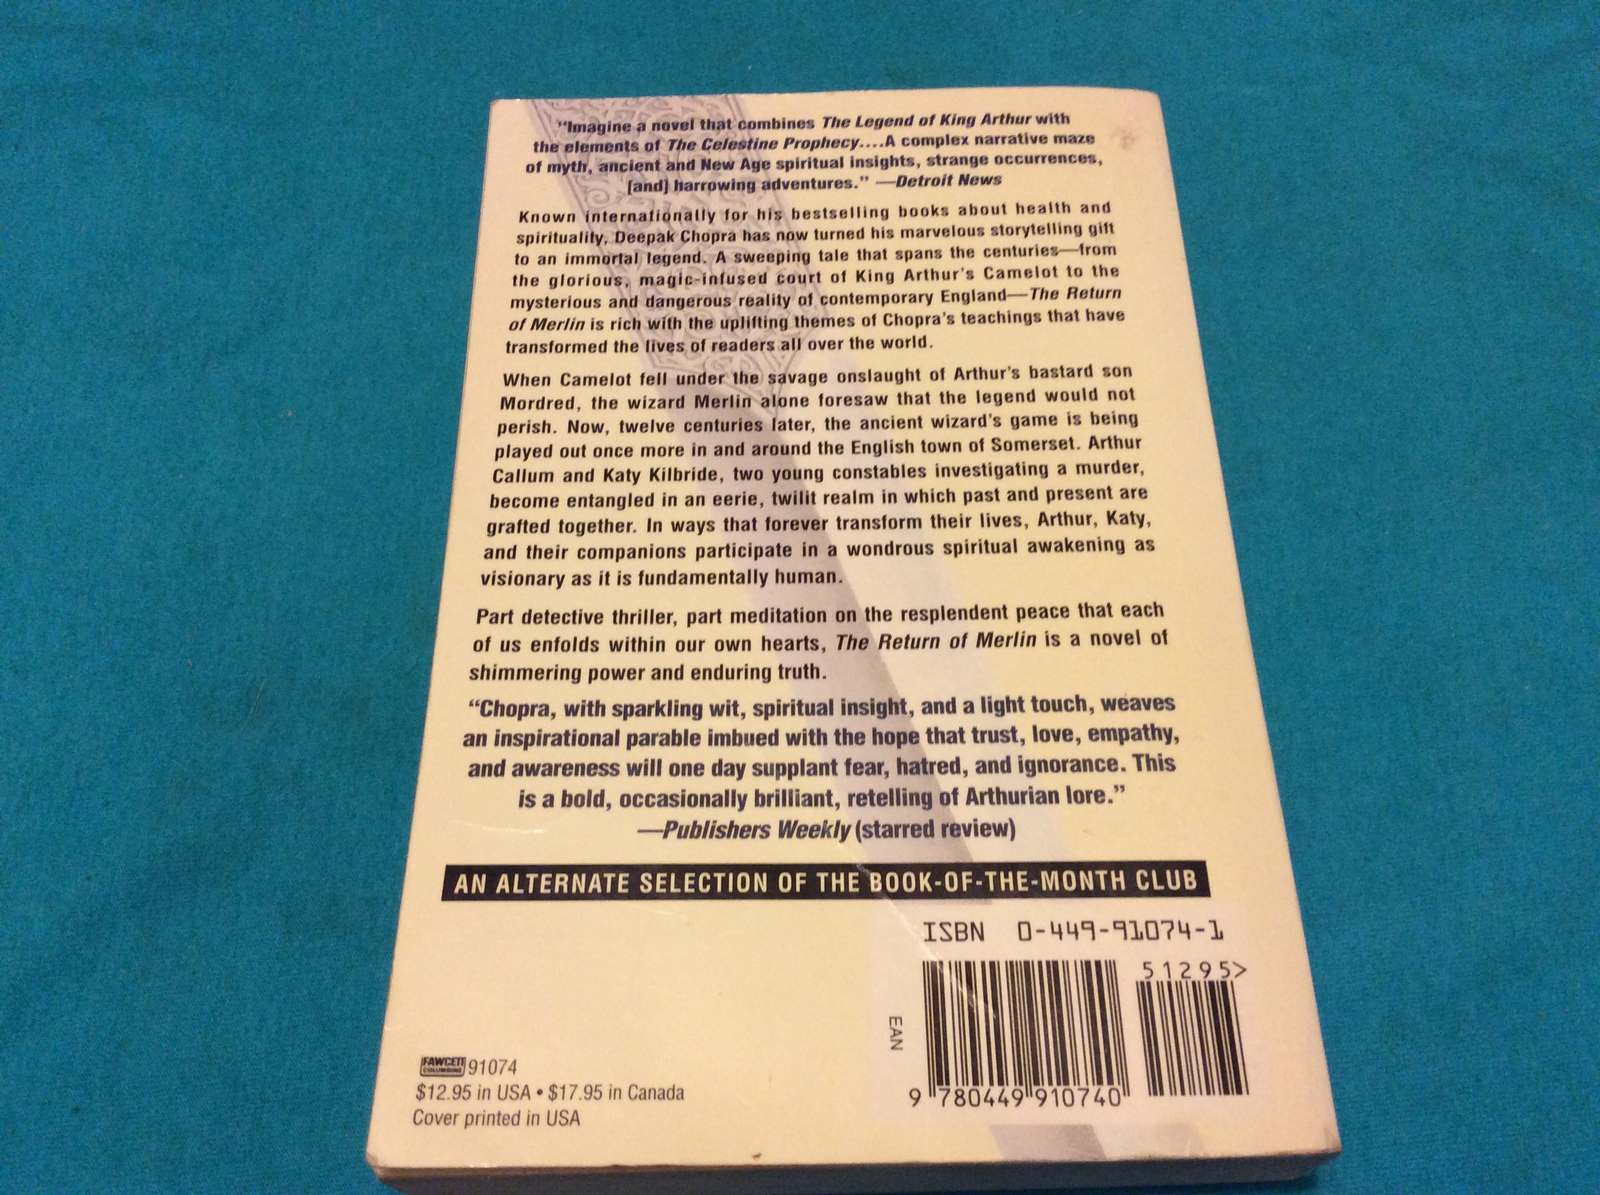 “Imagine a novel that combines The Legend of King Arthur with
the elements of The Celestine Prophecy....A complex narrative maze
of myth, ancient and New Age spiritual insights, strange occurrences,
[and] harrowing adventures.” —Detroit News
Known internationally for his bestselling books about health and
spirituality, Deepak Chopra has now turned his marvelous storytelling gift
to an immortal legend. A sweeping tale that spans the centuries—from
the glorious, magic-infused court of King Arthur’s Camelot to the
mysterious and dangerous reality of contemporary England—The Return
of Merlin is rich with the uplifting themes of Chopra’s teachings that have
transformed the lives of readers all over the world.
When Camelot fell under the savage onslaught of Arthur’s bastard son
Mordred, the wizard Merlin alone foresaw that the legend would not
perish. Now, twelve centuries later, the ancient wizard’s game is being
played out once more in and around the English town of Somerset. Arthur
Callum and Katy Kilbride, two young constables investigating a murder,
become entangled in an eerie, twilit realm in which past and present are
grafted together. In ways that forever transform their lives, Arthur, Katy,
and their companions participate in a wondrous spiritual awakening as
visionary as it is fundamentally human.
Part detective thriller, part meditation on the resplendent peace that each
of us enfolds within our own hearts, The Return of Merlin is a novel of
shimmering power and enduring truth.
“Chopra, with sparkling wit, spiritual insight, and a light touch, weaves
an inspirational parable imbued with the hope that trust, love, empathy,
and awareness will one day supplant fear, hatred, and ignorance. This
is a bold, occasionally brilliant, retelling of Arthurian lore.”
—Publishers Weekly (starred review)
AN ALTERNATE SELECTION OF THE BOOK-OF-THE-MONTH CLUB
ISBN 0-449-91074-1
51295>
EAN
9 780449 910740
FAWCETT
COLUMBINE
91074
$12.95 in USA • $17.95 in Canada
Cover printed in USA